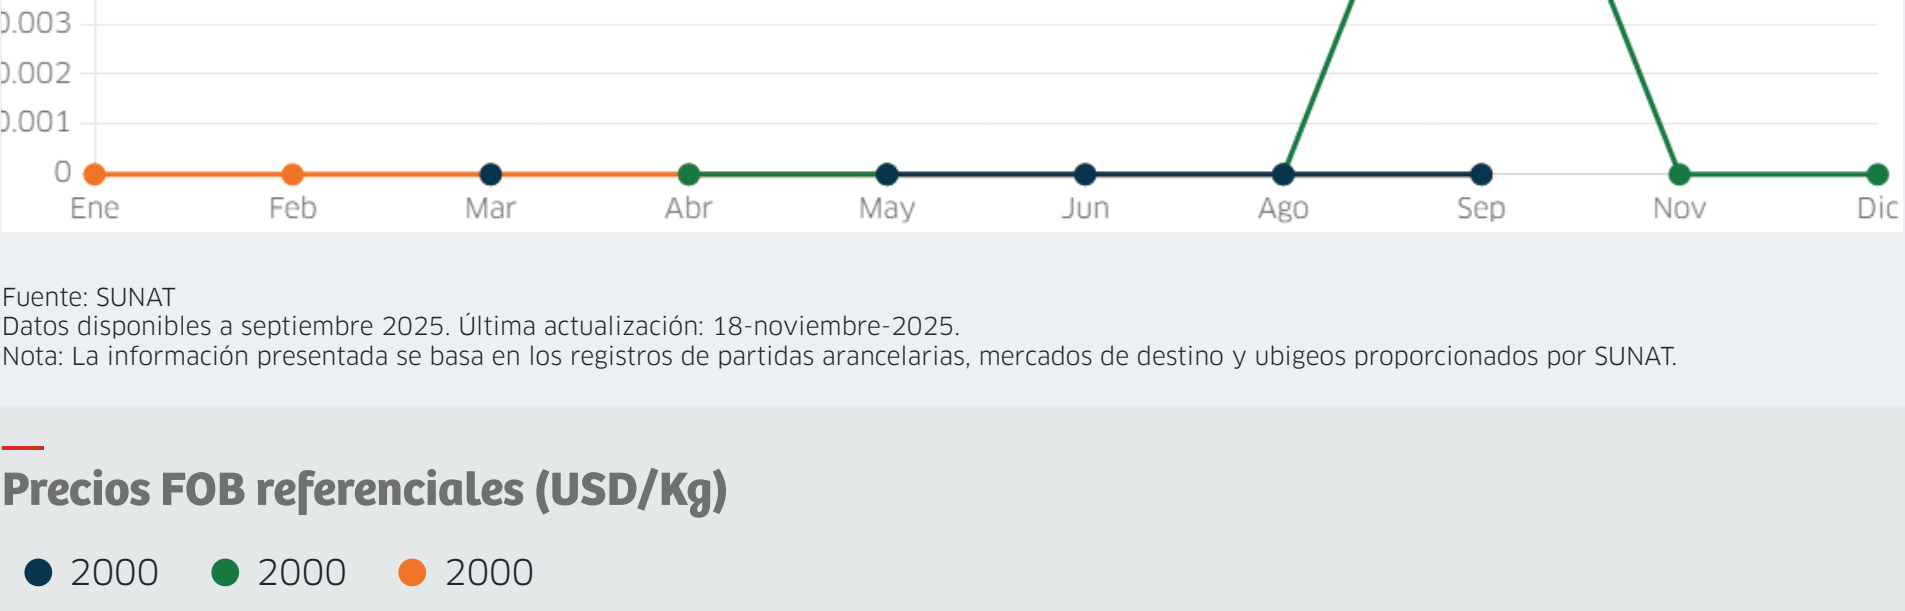 0.003
0.002
0.001
0
Ene Feb Mar Abr May Jun Ago Sep Nov Dic
Fuente: SUNAT
Datos disponibles a septiembre 2025. Última actualización: 18-noviembre-2025.
Nota: La información presentada se basa en los registros de partidas arancelarias, mercados de destino y ubigeos proporcionados por SUNAT.
Precios FOB referenciales (USD/Kg)
2000 2000 2000